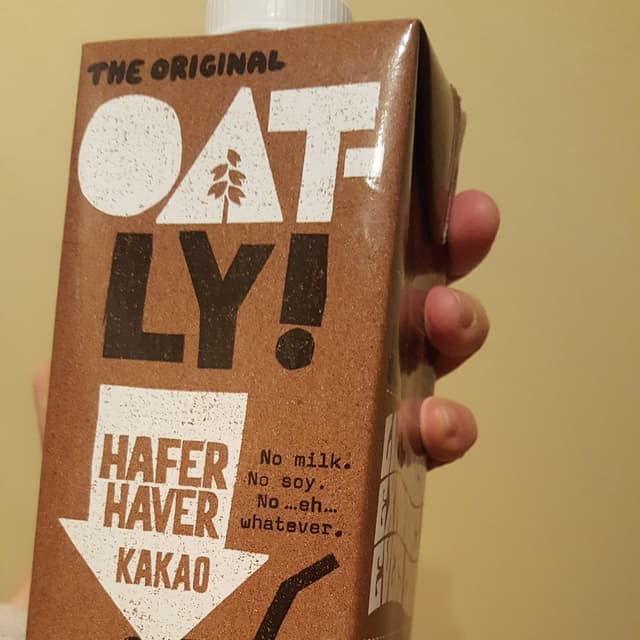 THE ORIGINAL
OAT-
LY!
HAFER
HAVER
KAKAO
No milk.
No soy.
No ...eh...
whatever.